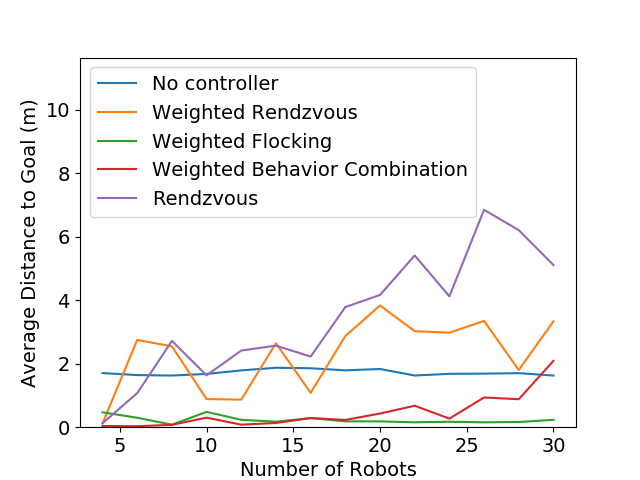 No controller
Weighted Rendzvous
Weighted Flocking
Weighted Behavior Combination
Rendzvous
Average Distance to Goal (m)
10
8
6
4
2
0
5
10
15
20
25
30
Number of Robots